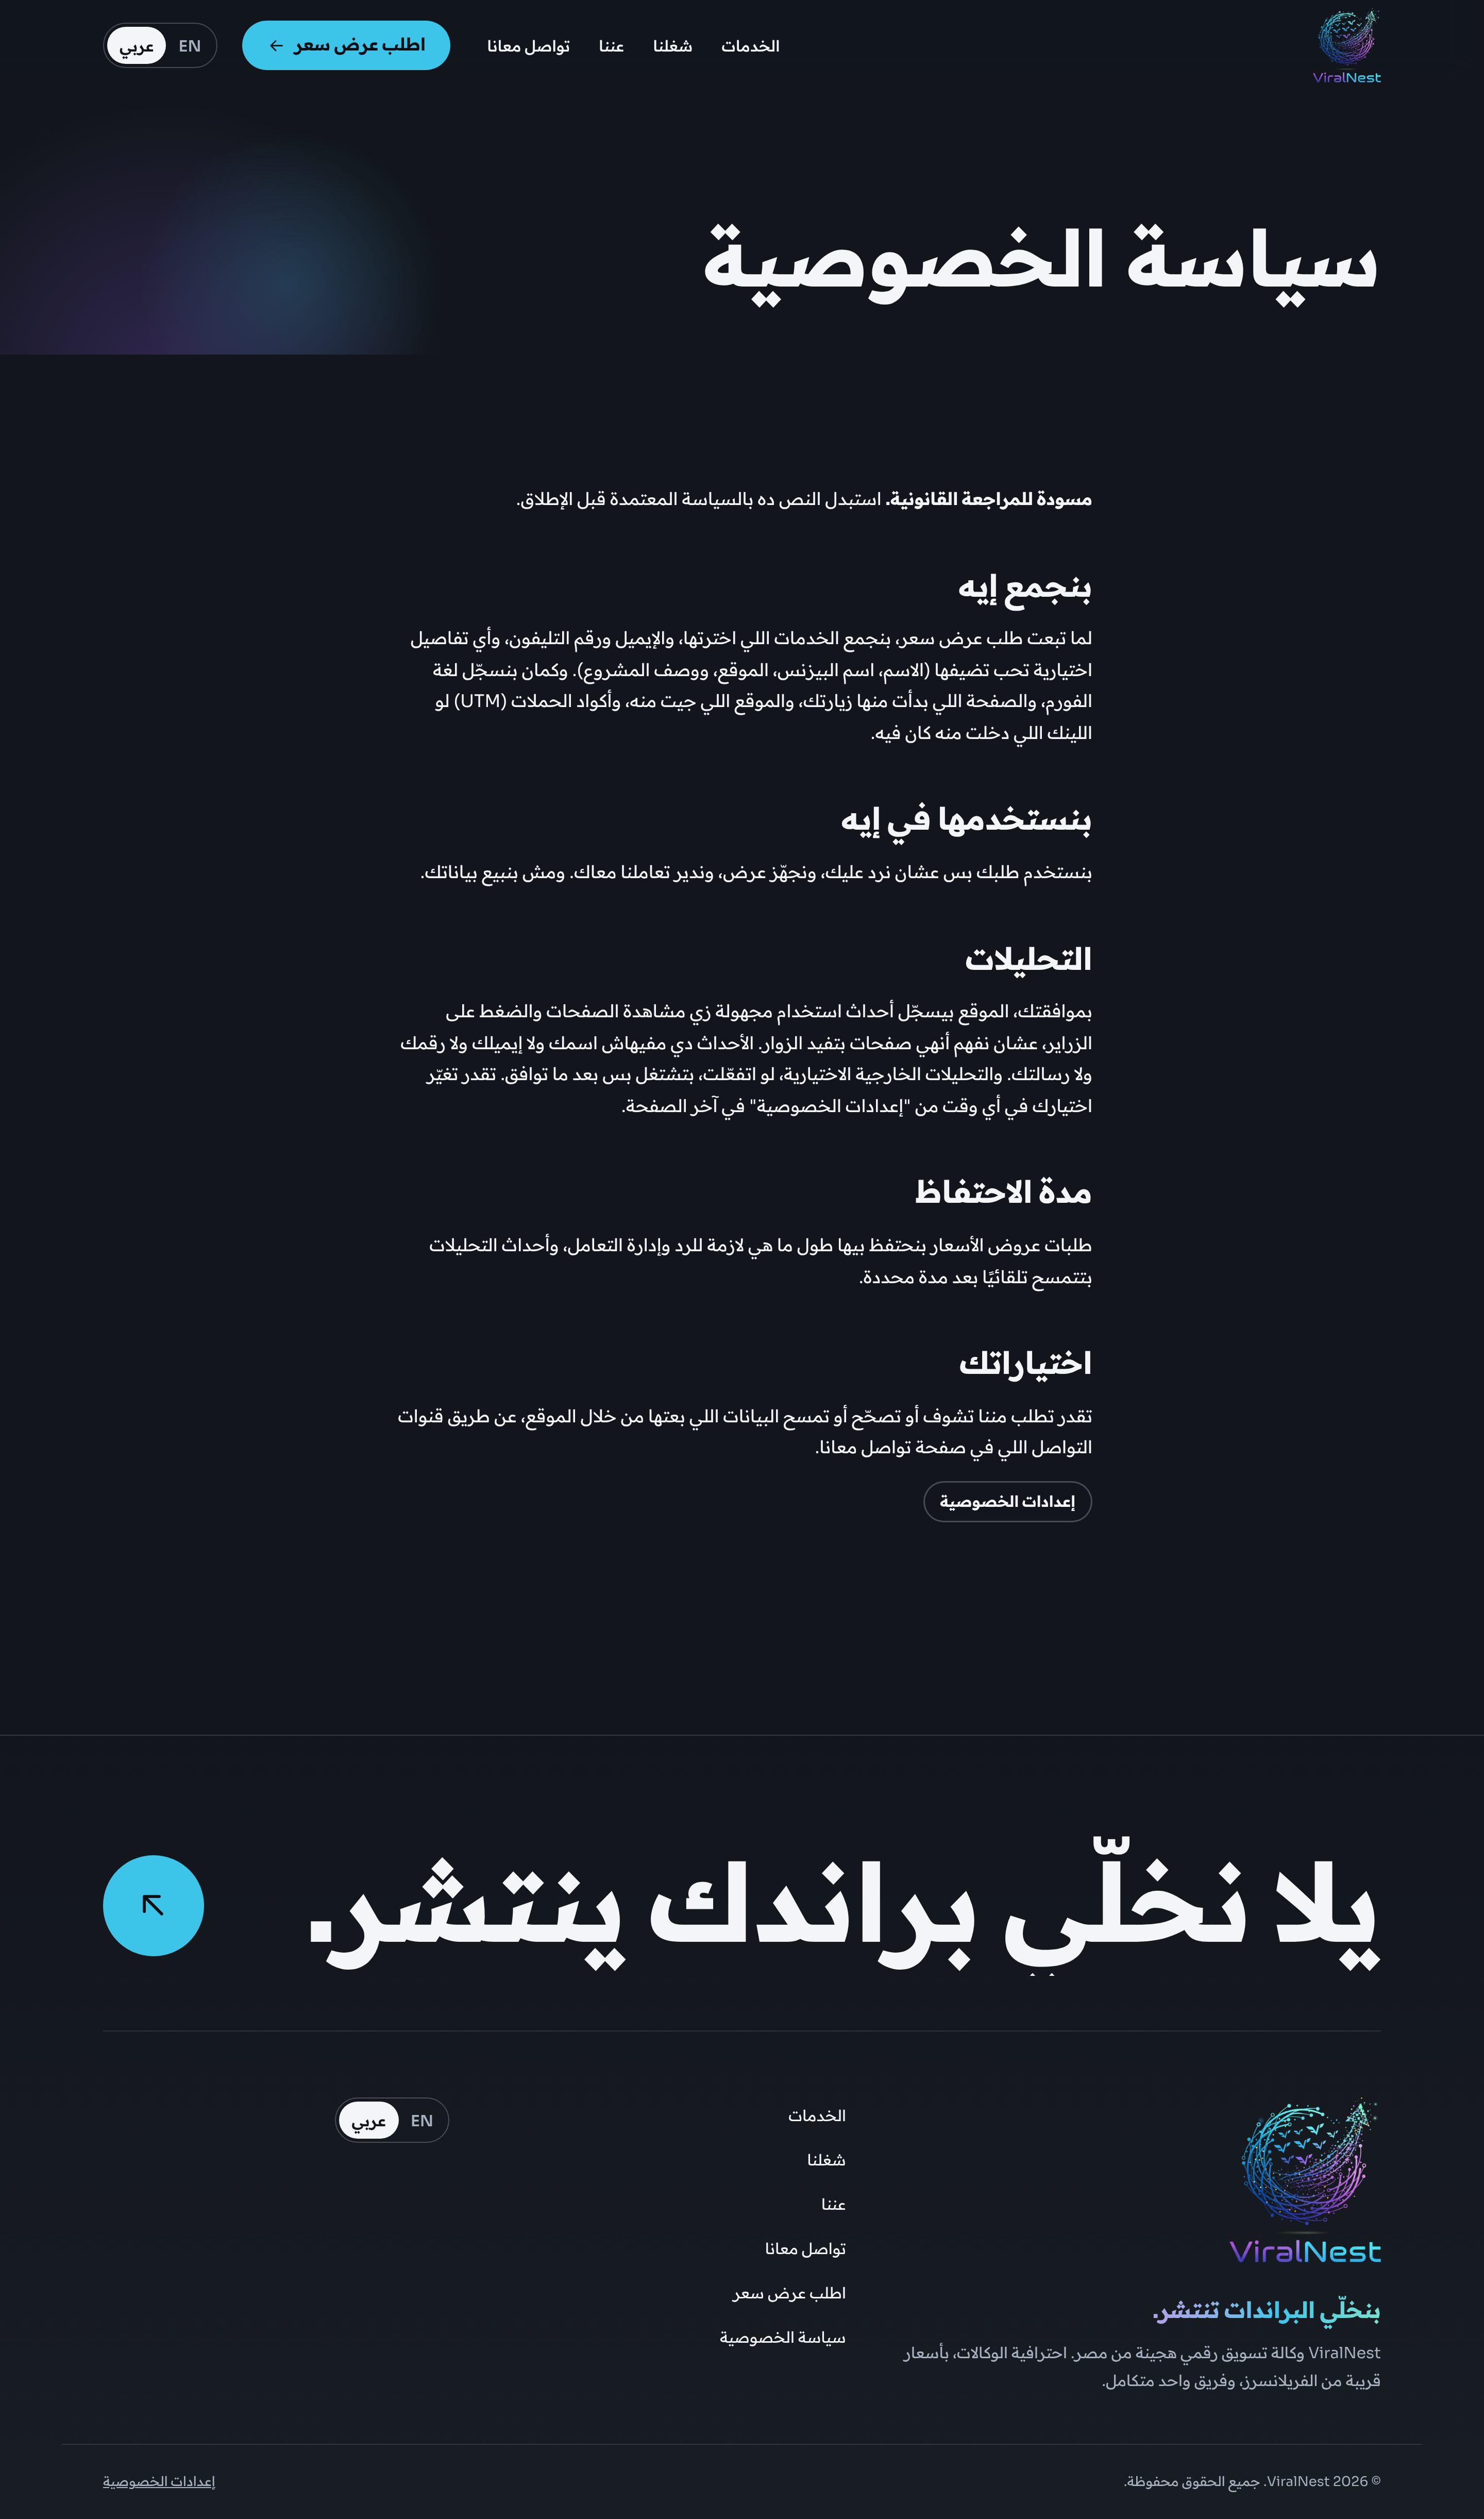 ViralNest
الخدمات
شغلنا
عننا
تواصل معانا
اطلب عرض سعر
EN
عربي
سياسة الخصوصية
مسودة للمراجعة القانونية. استبدل النص ده بالسياسة المعتمدة قبل الإطلاق.
بنجمع إيه
لما تبعت طلب عرض سعر، بنجمع الخدمات اللي اخترتها، والإيميل ورقم التليفون، وأي تفاصيل
اختيارية تحب تضيفها (الاسم، اسم البيزنس، الموقع، ووصف المشروع). وكمان بنسجّل لغة
الفورم، والصفحة اللي بدأت منها زيارتك، والموقع اللي جيت منه، وأكواد الحملات (UTM) لو
اللينك اللي دخلت منه كان فيه.
بنستخدمها في إيه
بنستخدم طلبك بس عشان نرد عليك، ونجهّز عرض، وندير تعاملنا معاك. ومش بنبيع بياناتك.
التحليلات
بموافقتك، الموقع بيسجّل أحداث استخدام مجهولة زي مشاهدة الصفحات والضغط على
الزراير، عشان نفهم أنهي صفحات بتفيد الزوار. الأحداث دي مفيهاش اسمك ولا إيميلك ولا رقمك
ولا رسالتك. والتحليلات الخارجية الاختيارية، لو اتفعّلت، بتشتغل بس بعد ما توافق. تقدر تغيّر
اختيارك في أي وقت من "إعدادات الخصوصية" في آخر الصفحة.
مدة الاحتفاظ
طلبات عروض الأسعار بنحتفظ بيها طول ما هي لازمة للرد وإدارة التعامل، وأحداث التحليلات
بتتمسح تلقائيًا بعد مدة محددة.
اختياراتك
تقدر تطلب مننا تشوف أو تصحّح أو تمسح البيانات اللي بعتها من خلال الموقع، عن طريق قنوات
التواصل اللي في صفحة تواصل معانا.
إعدادات الخصوصية
يلا نخلّي براندك ينتشر.
ViralNest
بنخلّي البراندات تنتشر.
ViralNest وكالة تسويق رقمي هجينة من مصر. احترافية الوكالات، بأسعار
قريبة من الفريلانسرز، وفريق واحد متكامل.
الخدمات
شغلنا
عننا
تواصل معانا
اطلب عرض سعر
سياسة الخصوصية
EN
عربي
© 2026 ViralNest. جميع الحقوق محفوظة.
إعدادات الخصوصية